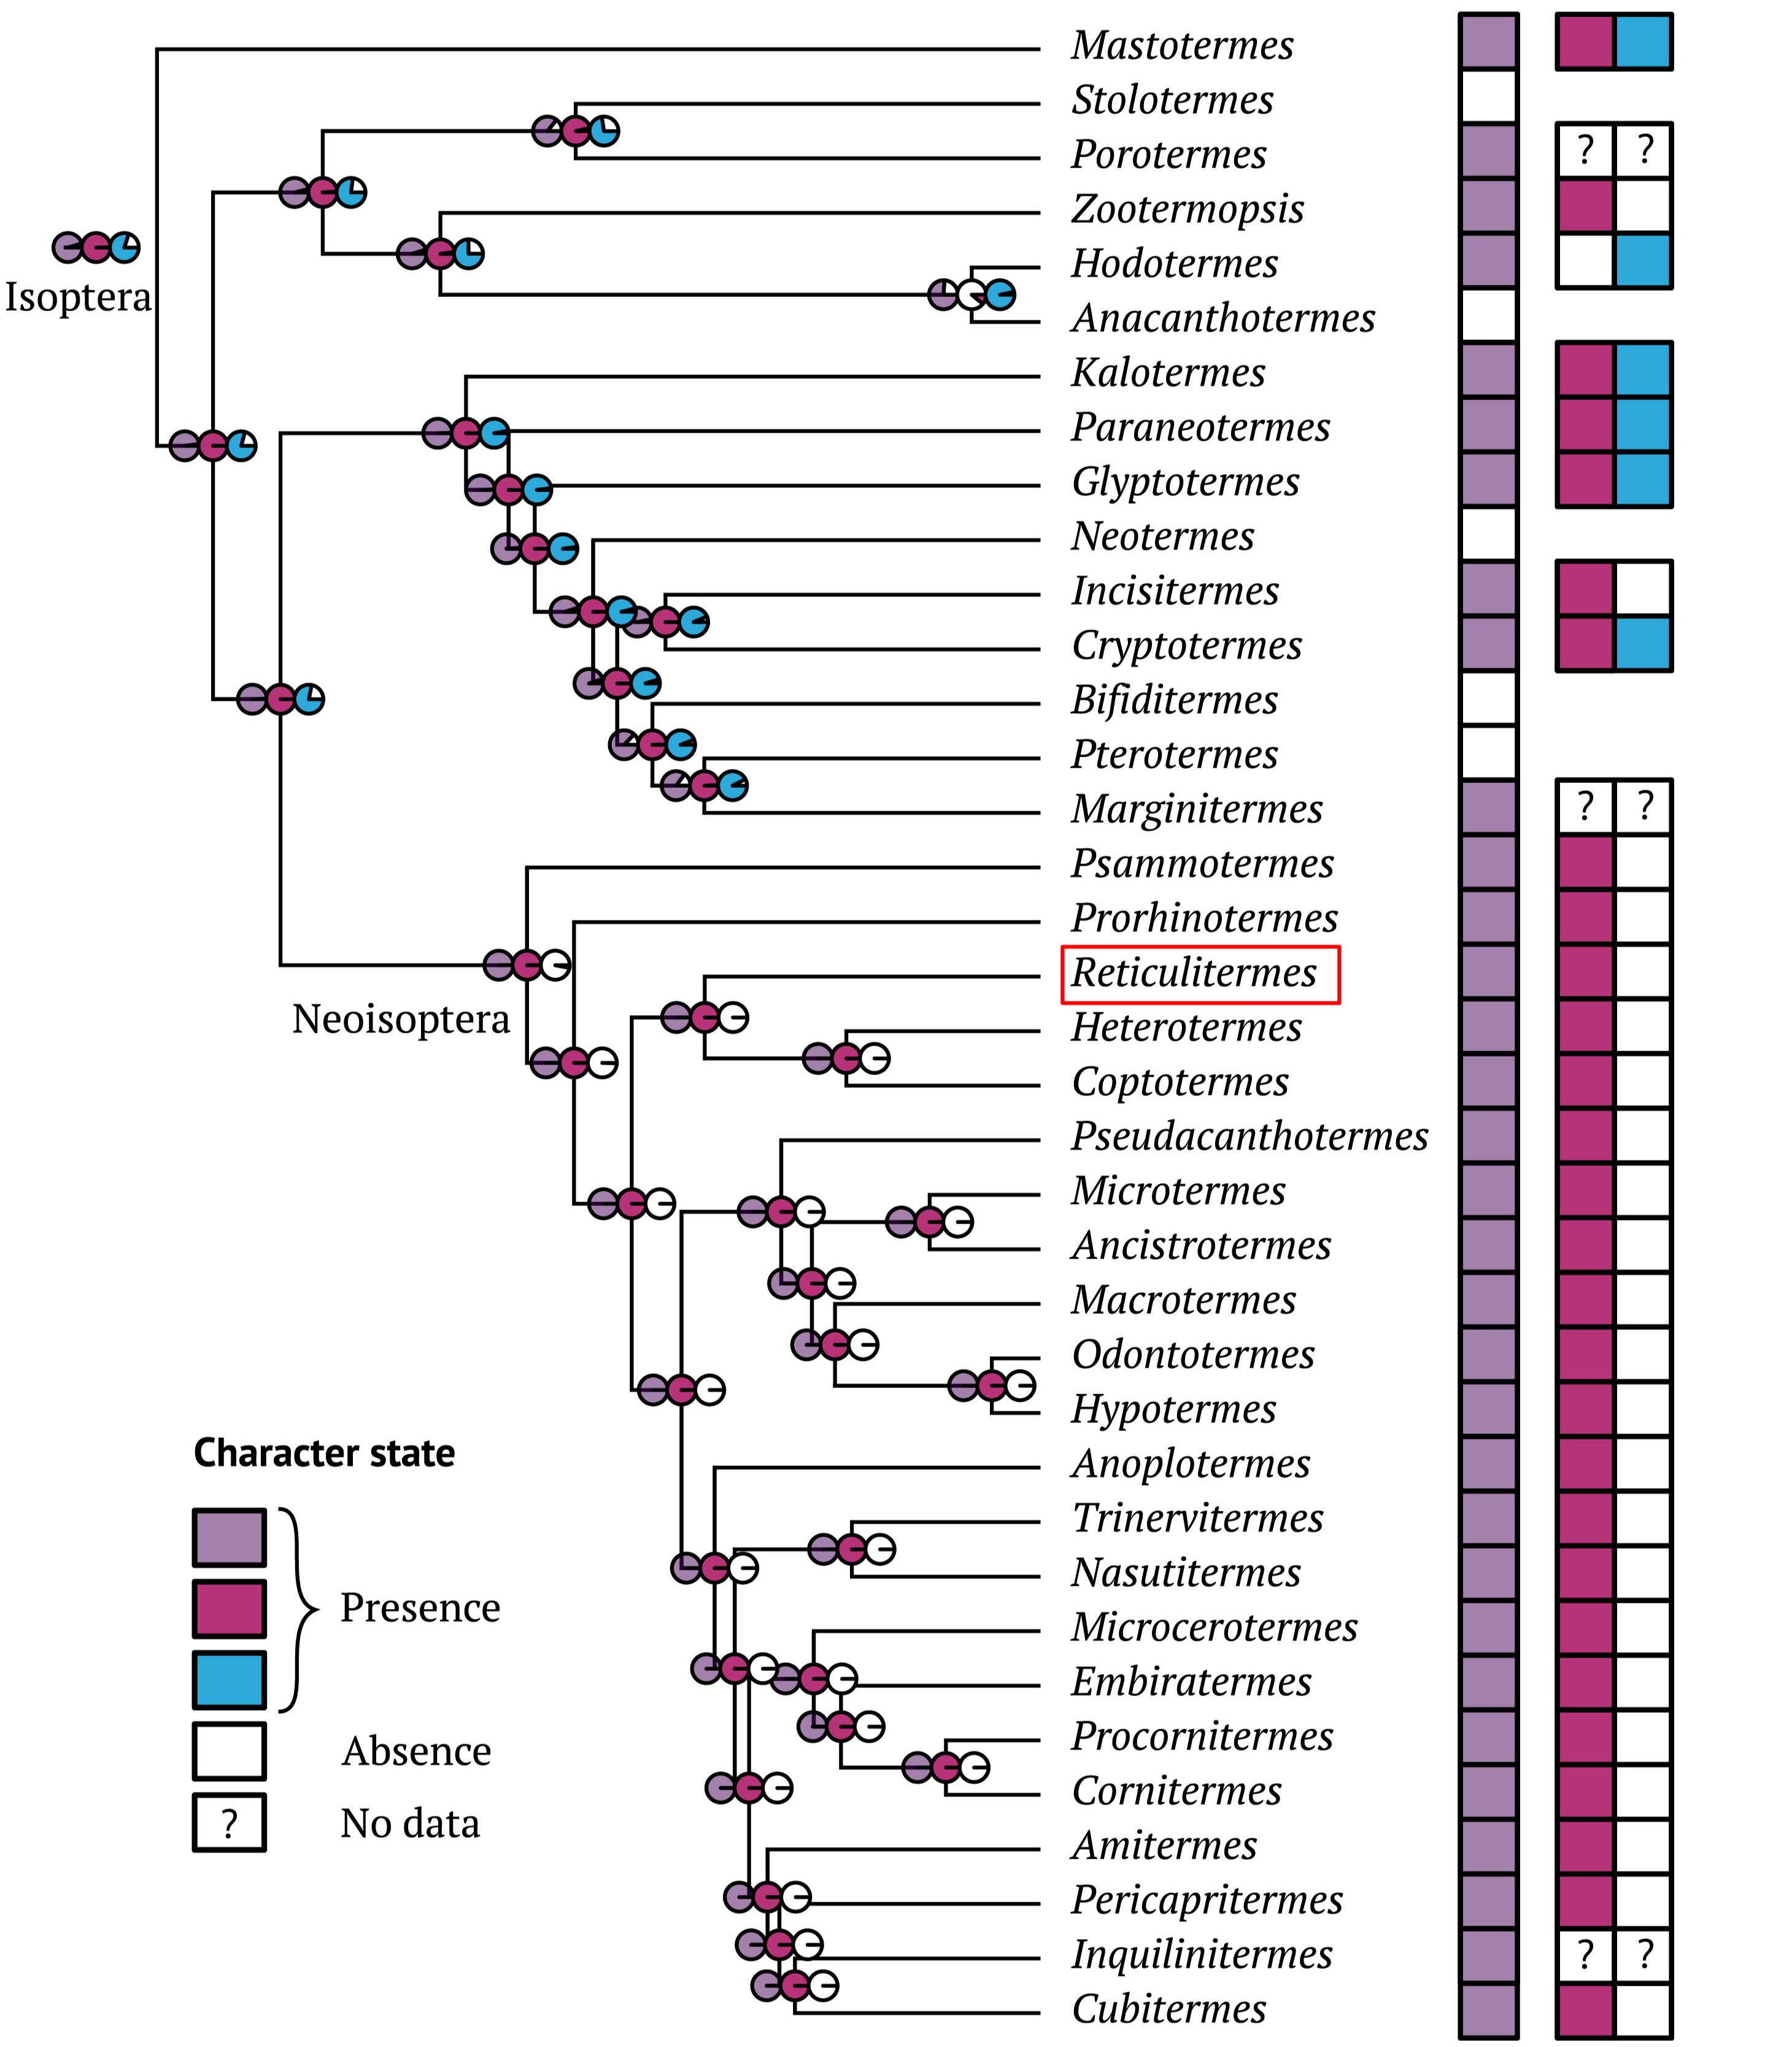 Mastotermes
Stolotermes
Porotermes ? ?
Zootermopsis
Hodotermes
Isoptera
Anacanthotermes
Kalotermes
Paraneotermes
Glyptotermes
Neotermes
Incisitermes
Cryptotermes
Bifiditermes
Pterotermes
Marginitermes ? ?
Psammotermes
Prorhinotermes
Reticulitermes
Neoisoptera
Heterotermes
Coptotermes
Pseudacanthotermes
Microtermes
Ancistrotermes
Macrotermes
Odontotermes
Hypotermes
Anoplotermes
Trinervitermes
Nasutitermes
Microcerotermes
Embiratermes
Procornitermes
Cornitermes
Amitermes
Pericapritermes
Inquilinitermes ? ?
Cubitermes
Character state
Presence
Absence
? No data